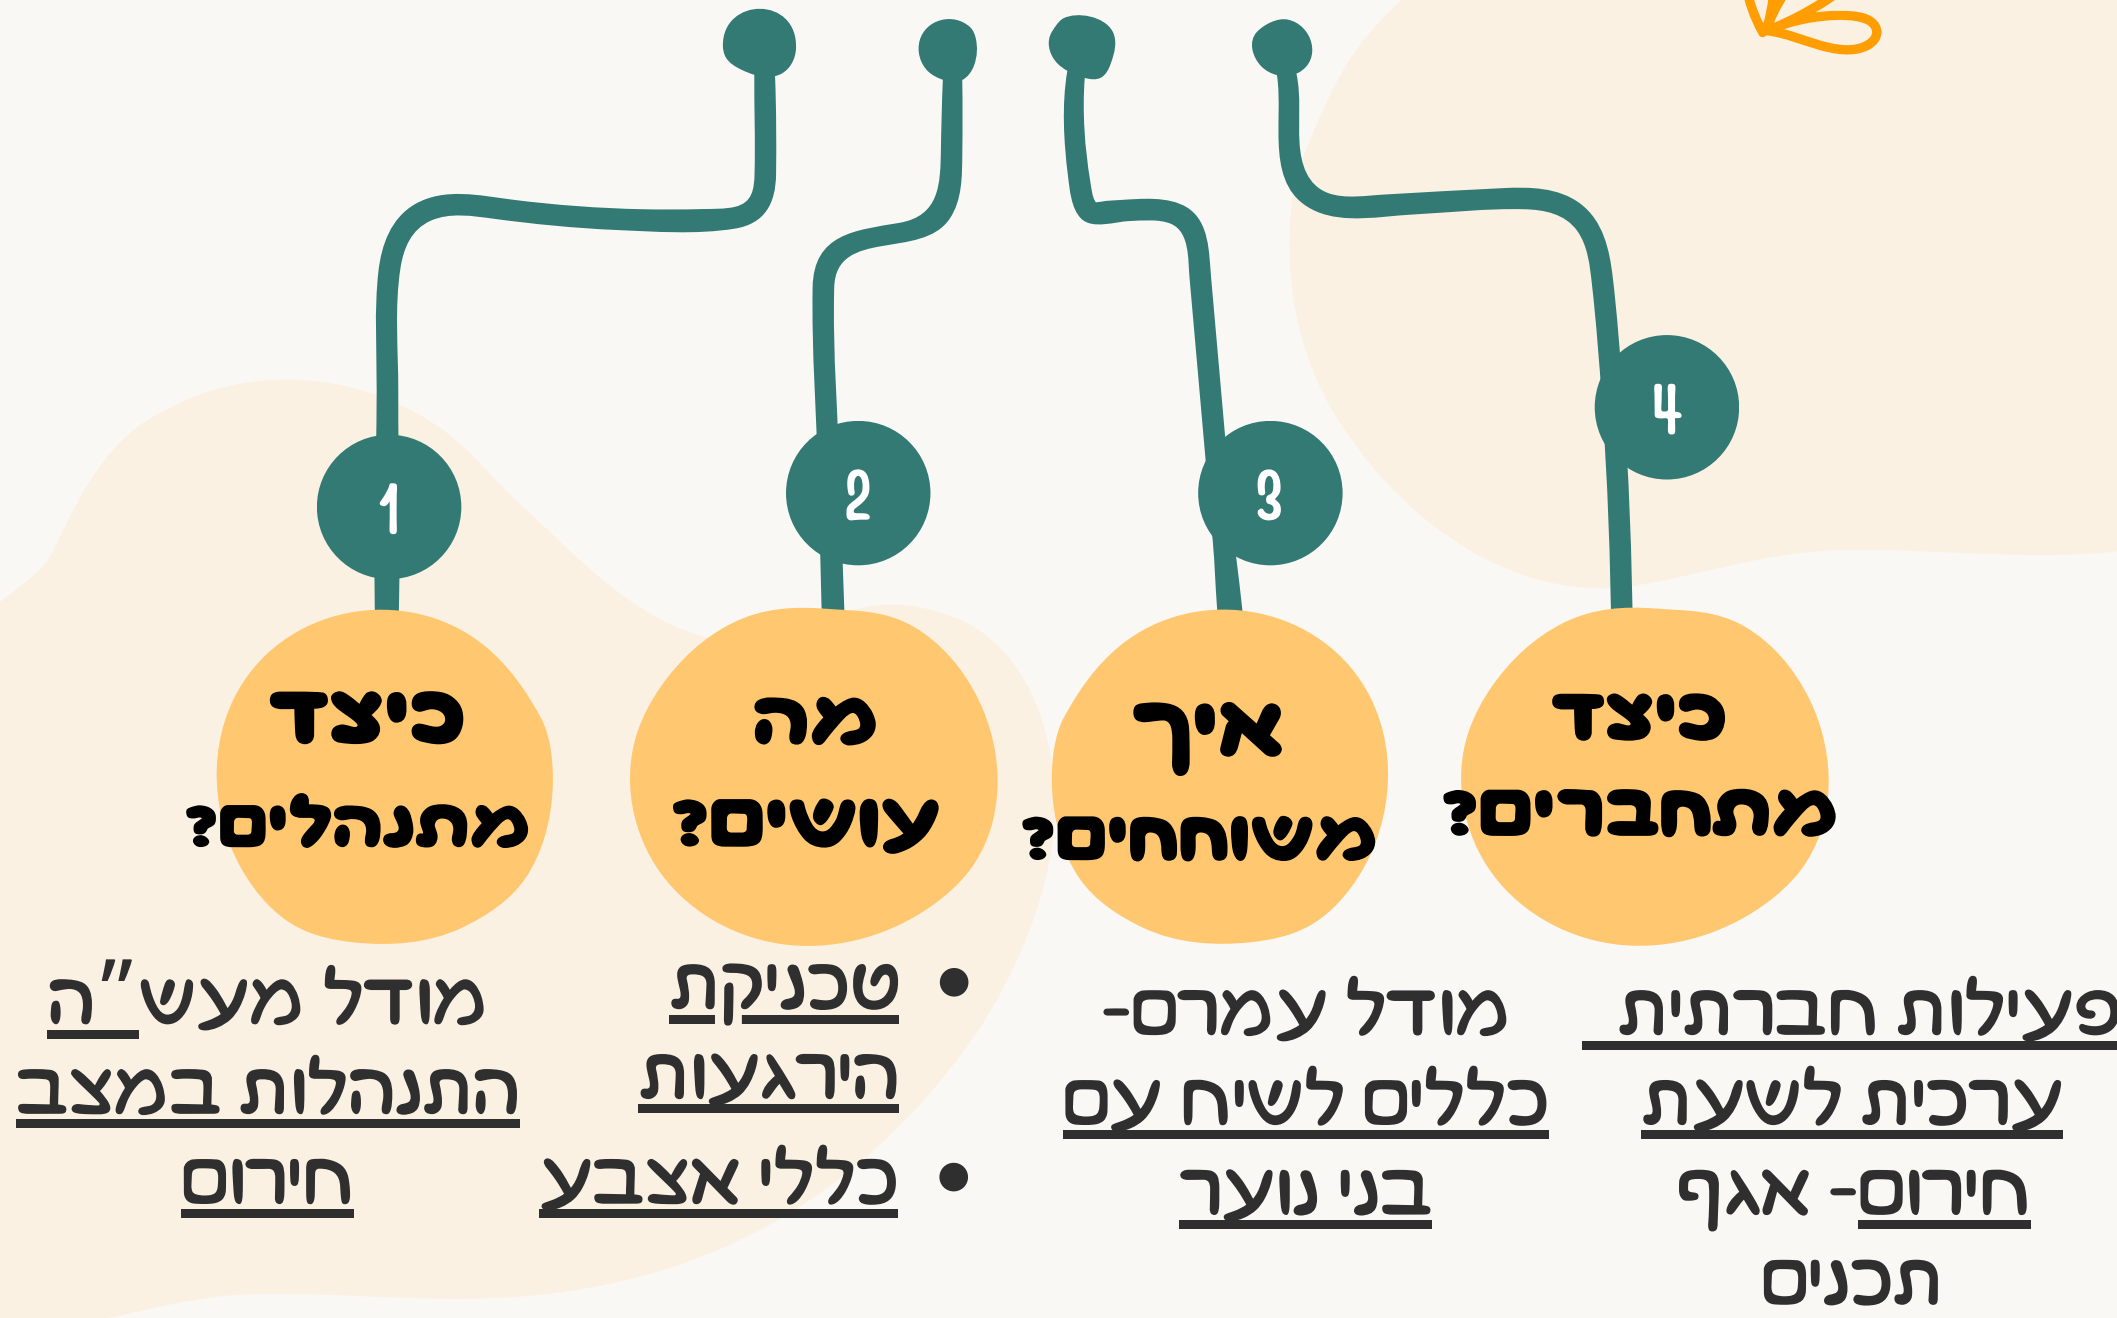 1
כיצד
מתנהלים?
מודל מעש"ה
התנהלות במצב
חירום
2
מה
עושים?
• טכניקת
הירגעות
• כללי אצבע
3
איך
משוחחים?
מודל עמרם-
כללים לשיח עם
בני נוער
4
כיצד
מתחברים?
פעילות חברתית
ערכית לשעת
חירום- אגף
תכנים